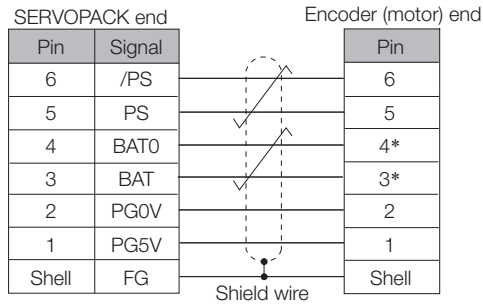 SERVOPACK end Encoder (motor) end
Pin Signal Pin
6 /PS 6
5 PS 5
4 BAT0 4*
3 BAT 3*
2 PG0V 2
1 PG5V 1
Shell FG Shell
Shield wire